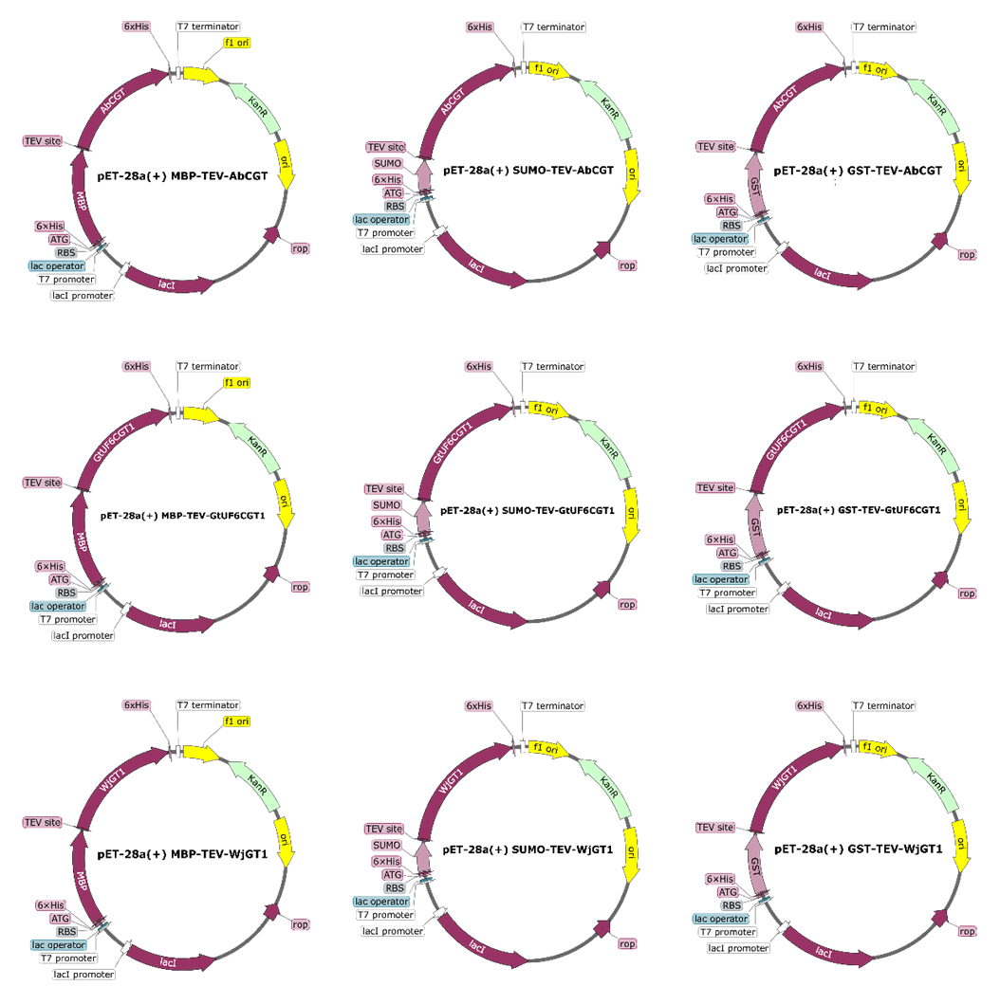 6xHis
T7 terminator
f1 ori
KanR
ori
rop
lacI
lacI promoter
T7 promoter
lac operator
RBS
ATG
6×His
MBP
TEV site
AbCGT
pET-28a(+) MBP-TEV-AbCGT
6xHis
T7 terminator
f1 ori
KanR
ori
rop
lacI
lacI promoter
T7 promoter
lac operator
RBS
ATG
6×His
SUMO
TEV site
AbCGT
pET-28a(+) SUMO-TEV-AbCGT
6xHis
T7 terminator
f1 ori
KanR
ori
rop
lacI
lacI promoter
T7 promoter
lac operator
RBS
ATG
6×His
GST
TEV site
AbCGT
pET-28a(+) GST-TEV-AbCGT
6xHis
T7 terminator
f1 ori
KanR
ori
rop
lacI
lacI promoter
T7 promoter
lac operator
RBS
ATG
6×His
MBP
TEV site
GtUF6CGT1
pET-28a(+) MBP-TEV-GtUF6CGT1
6xHis
T7 terminator
f1 ori
KanR
ori
rop
lacI
lacI promoter
T7 promoter
lac operator
RBS
ATG
6×His
SUMO
TEV site
GtUF6CGT1
pET-28a(+) SUMO-TEV-GtUF6CGT1
6xHis
T7 terminator
f1 ori
KanR
ori
rop
lacI
lacI promoter
T7 promoter
lac operator
RBS
ATG
6×His
GST
TEV site
GtUF6CGT1
pET-28a(+) GST-TEV-GtUF6CGT1
6xHis
T7 terminator
f1 ori
KanR
ori
rop
lacI
lacI promoter
T7 promoter
lac operator
RBS
ATG
6×His
MBP
TEV site
WjGT1
pET-28a(+) MBP-TEV-WjGT1
6xHis
T7 terminator
f1 ori
KanR
ori
rop
lacI
lacI promoter
T7 promoter
lac operator
RBS
ATG
6×His
SUMO
TEV site
WjGT1
pET-28a(+) SUMO-TEV-WjGT1
6xHis
T7 terminator
f1 ori
KanR
ori
rop
lacI
lacI promoter
T7 promoter
lac operator
RBS
ATG
6×His
GST
TEV site
WjGT1
pET-28a(+) GST-TEV-WjGT1